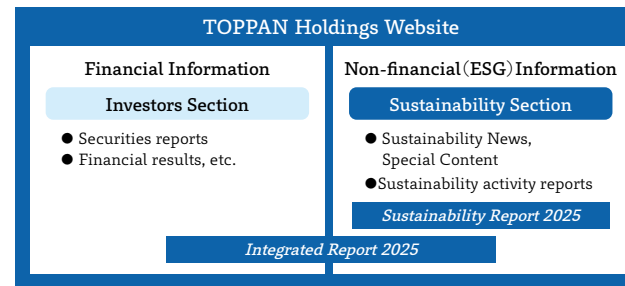 TOPPAN Holdings Website
Financial Information
Investors Section
● Securities reports
● Financial results, etc.
Non-financial(ESG)Information
Sustainability Section
● Sustainability News,
Special Content
●Sustainability activity reports
Sustainability Report 2025
Integrated Report 2025